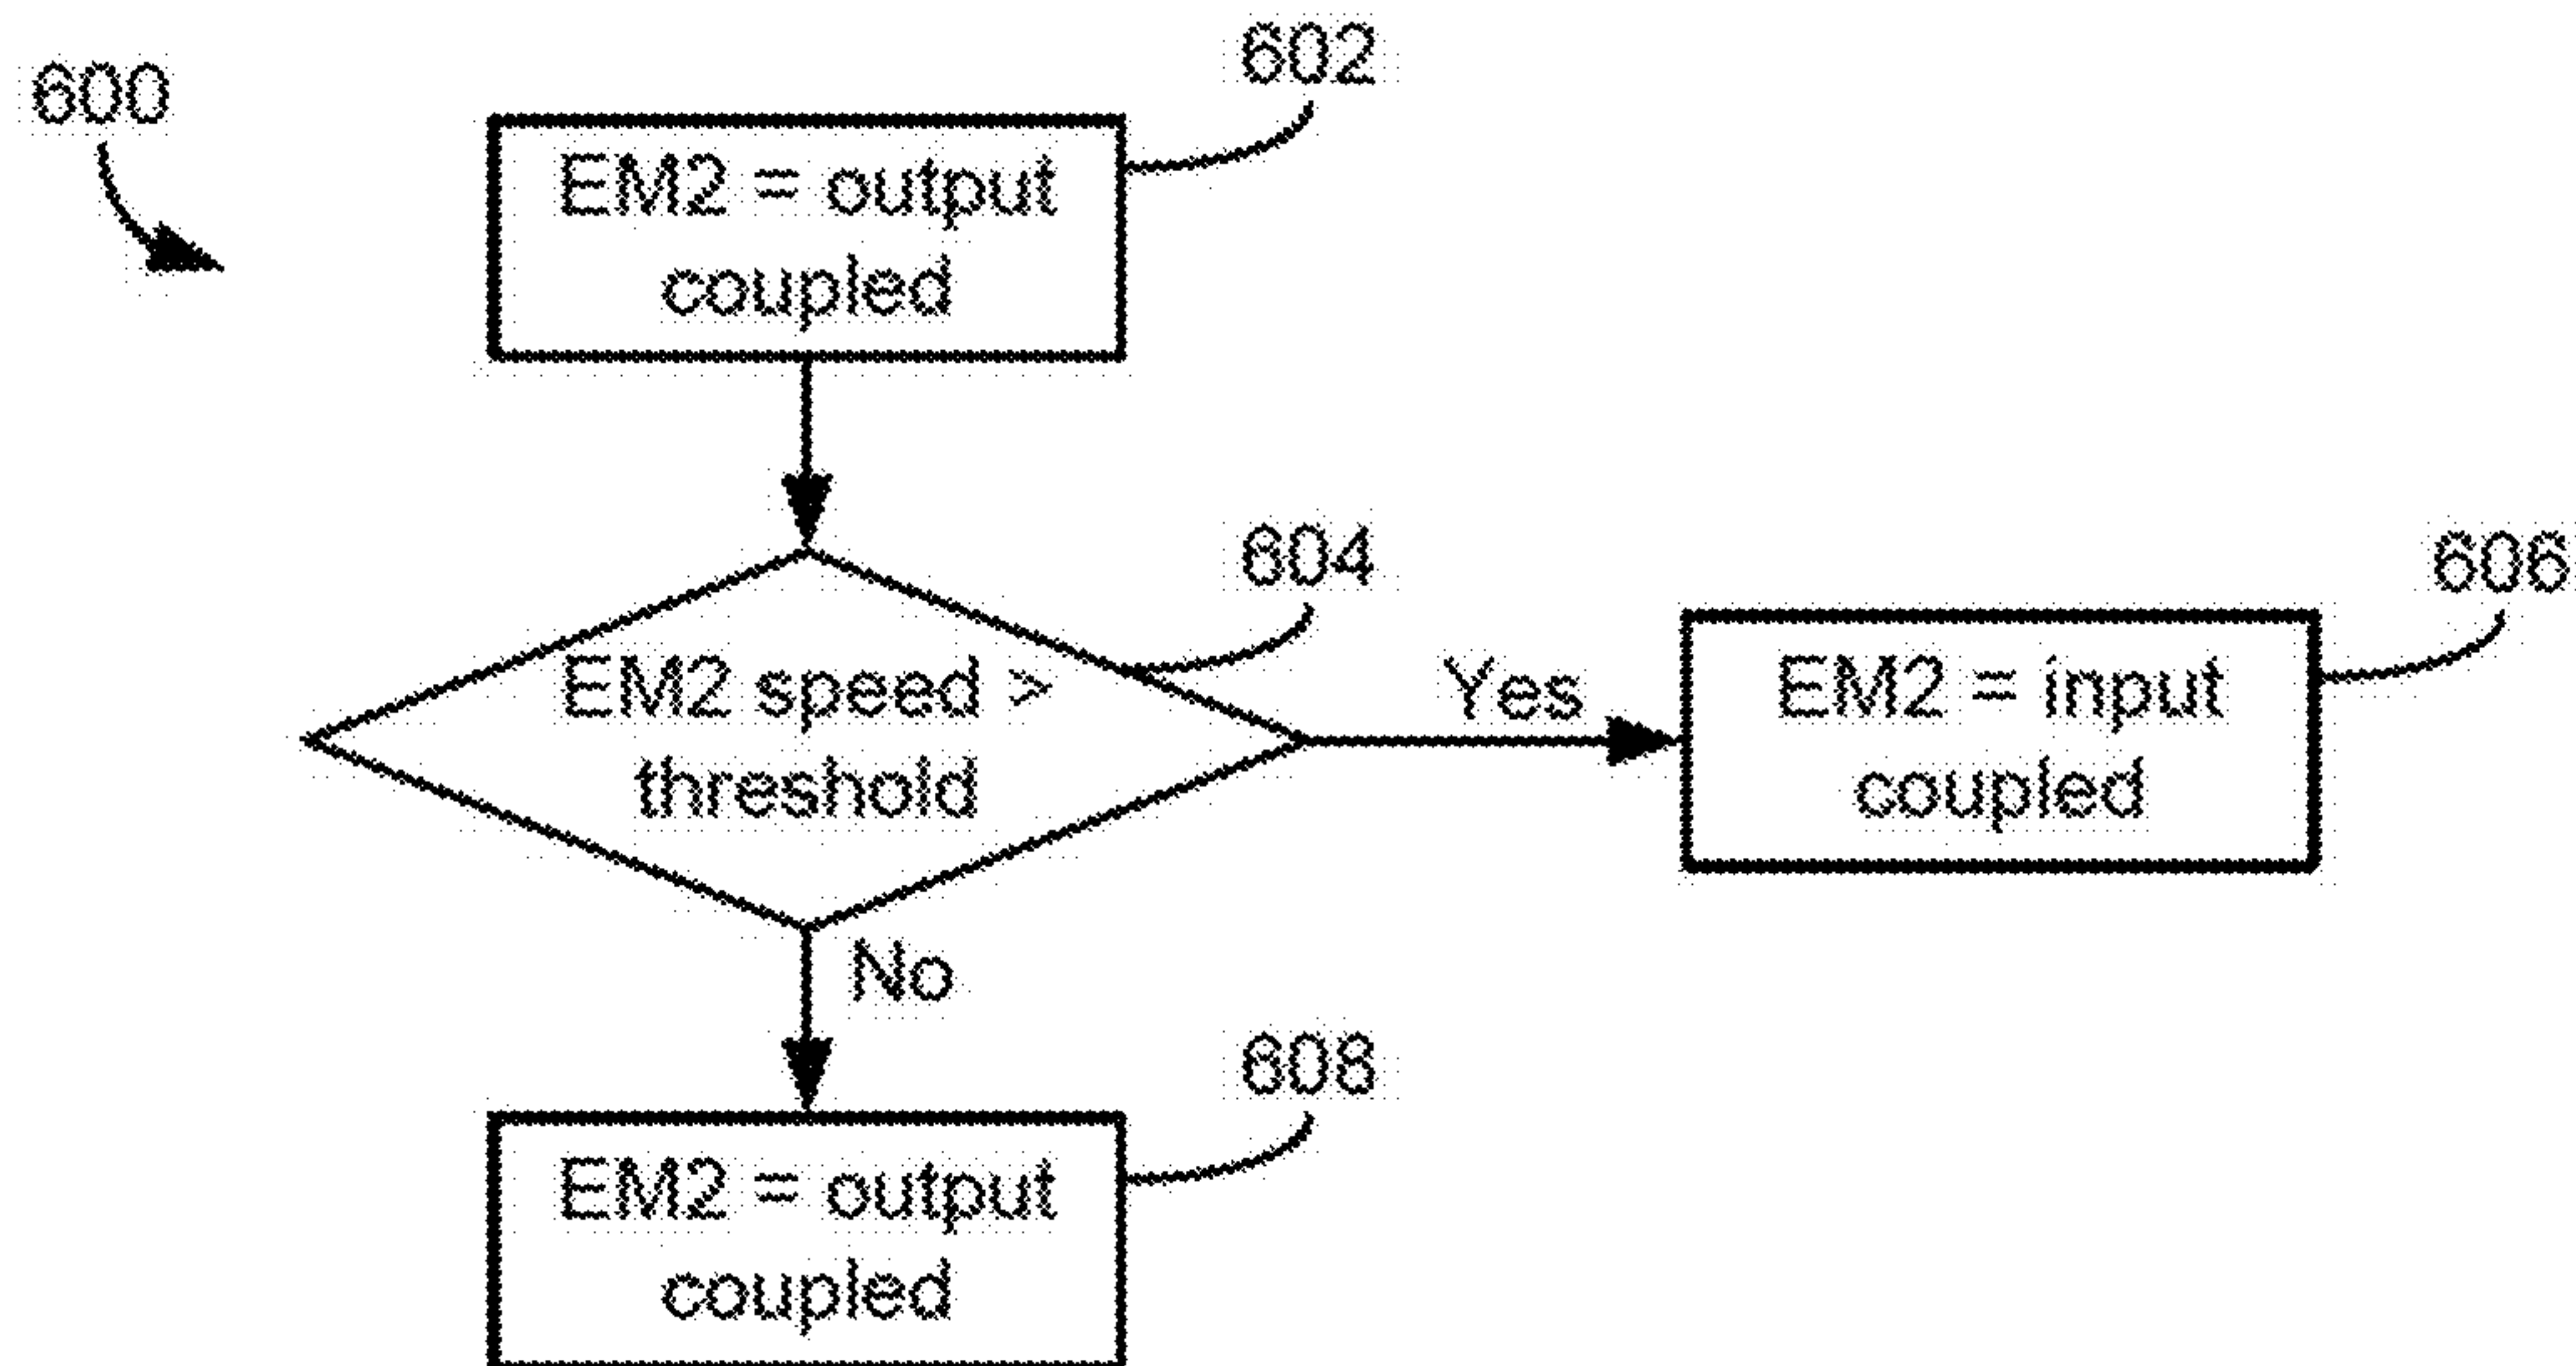 600
602
EM2 = output
coupled
604
EM2 speed >
threshold
Yes
606
EM2 = input
coupled
No
608
EM2 = output
coupled